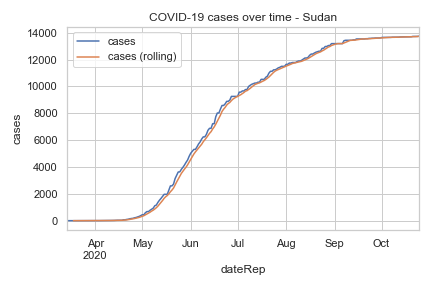 COVID-19 cases over time - Sudan
cases
cases (rolling)
14000
12000
10000
8000
6000
4000
2000
0
cases
Apr
2020
May
Jun
Jul
Aug
Sep
Oct
dateRep